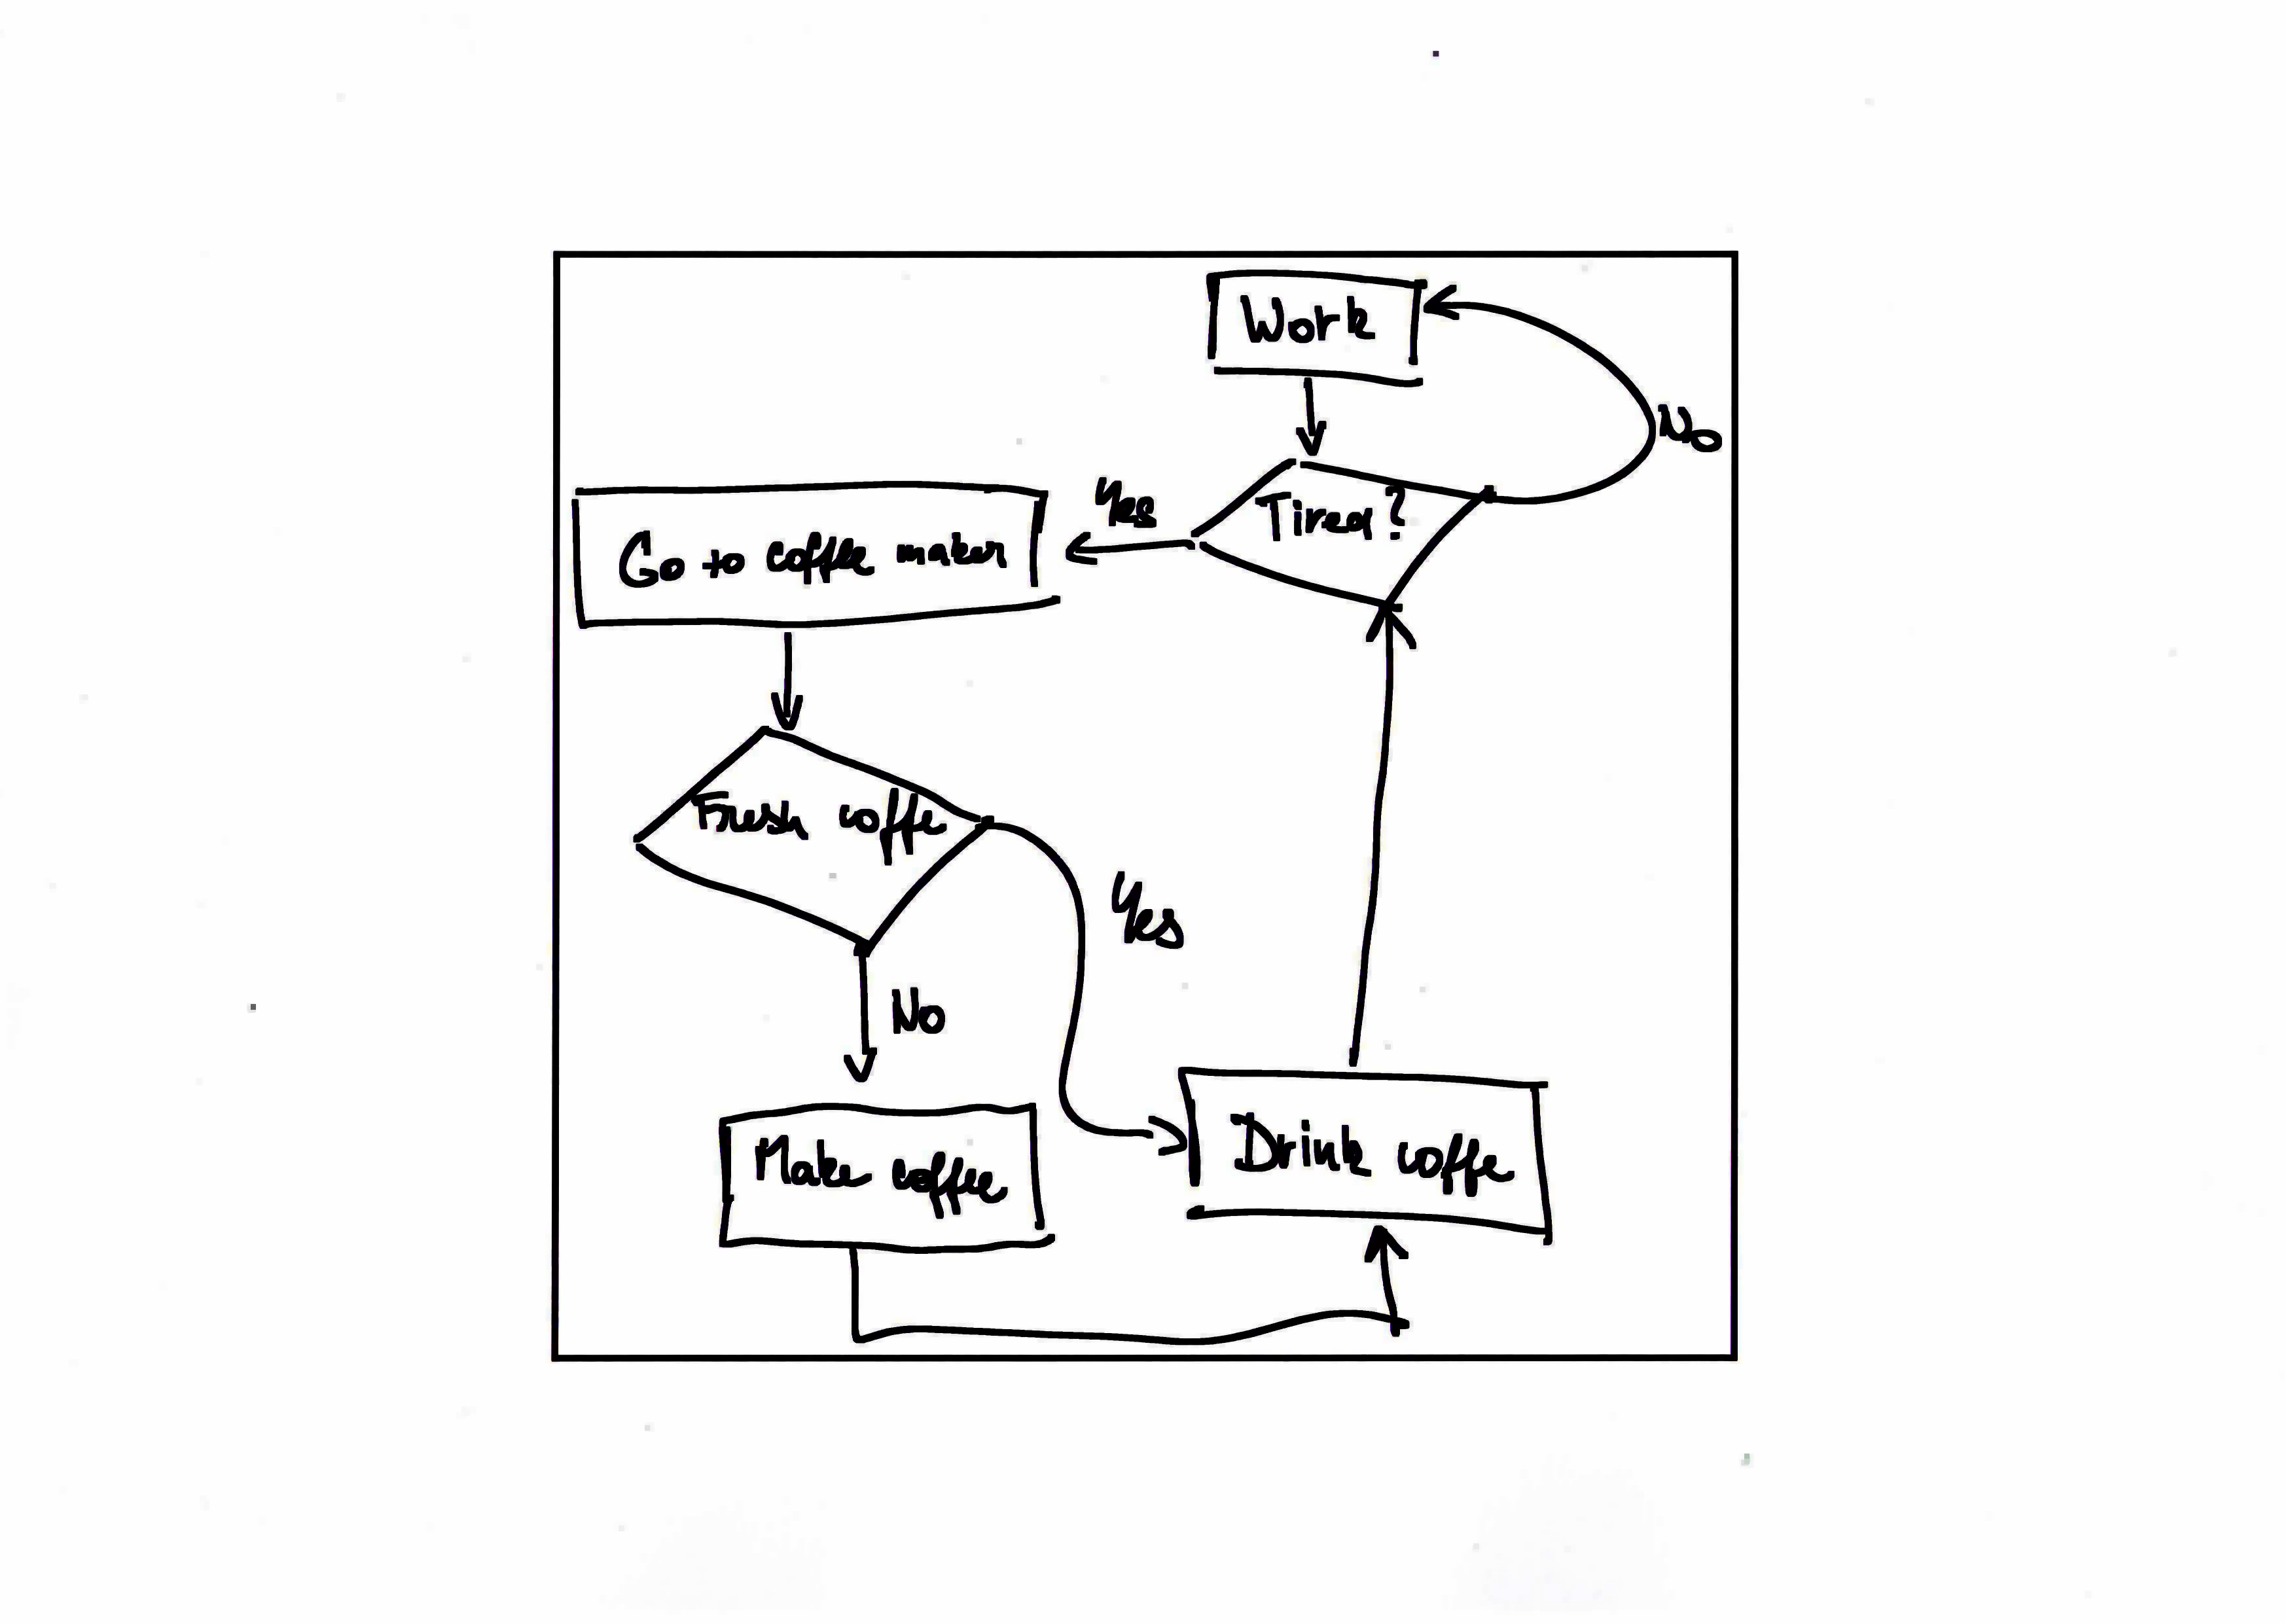 Work
No
Yes
Tired?
Go to coffee maker
Fresh coffe
Yes
No
Make coffee
Drink coffe